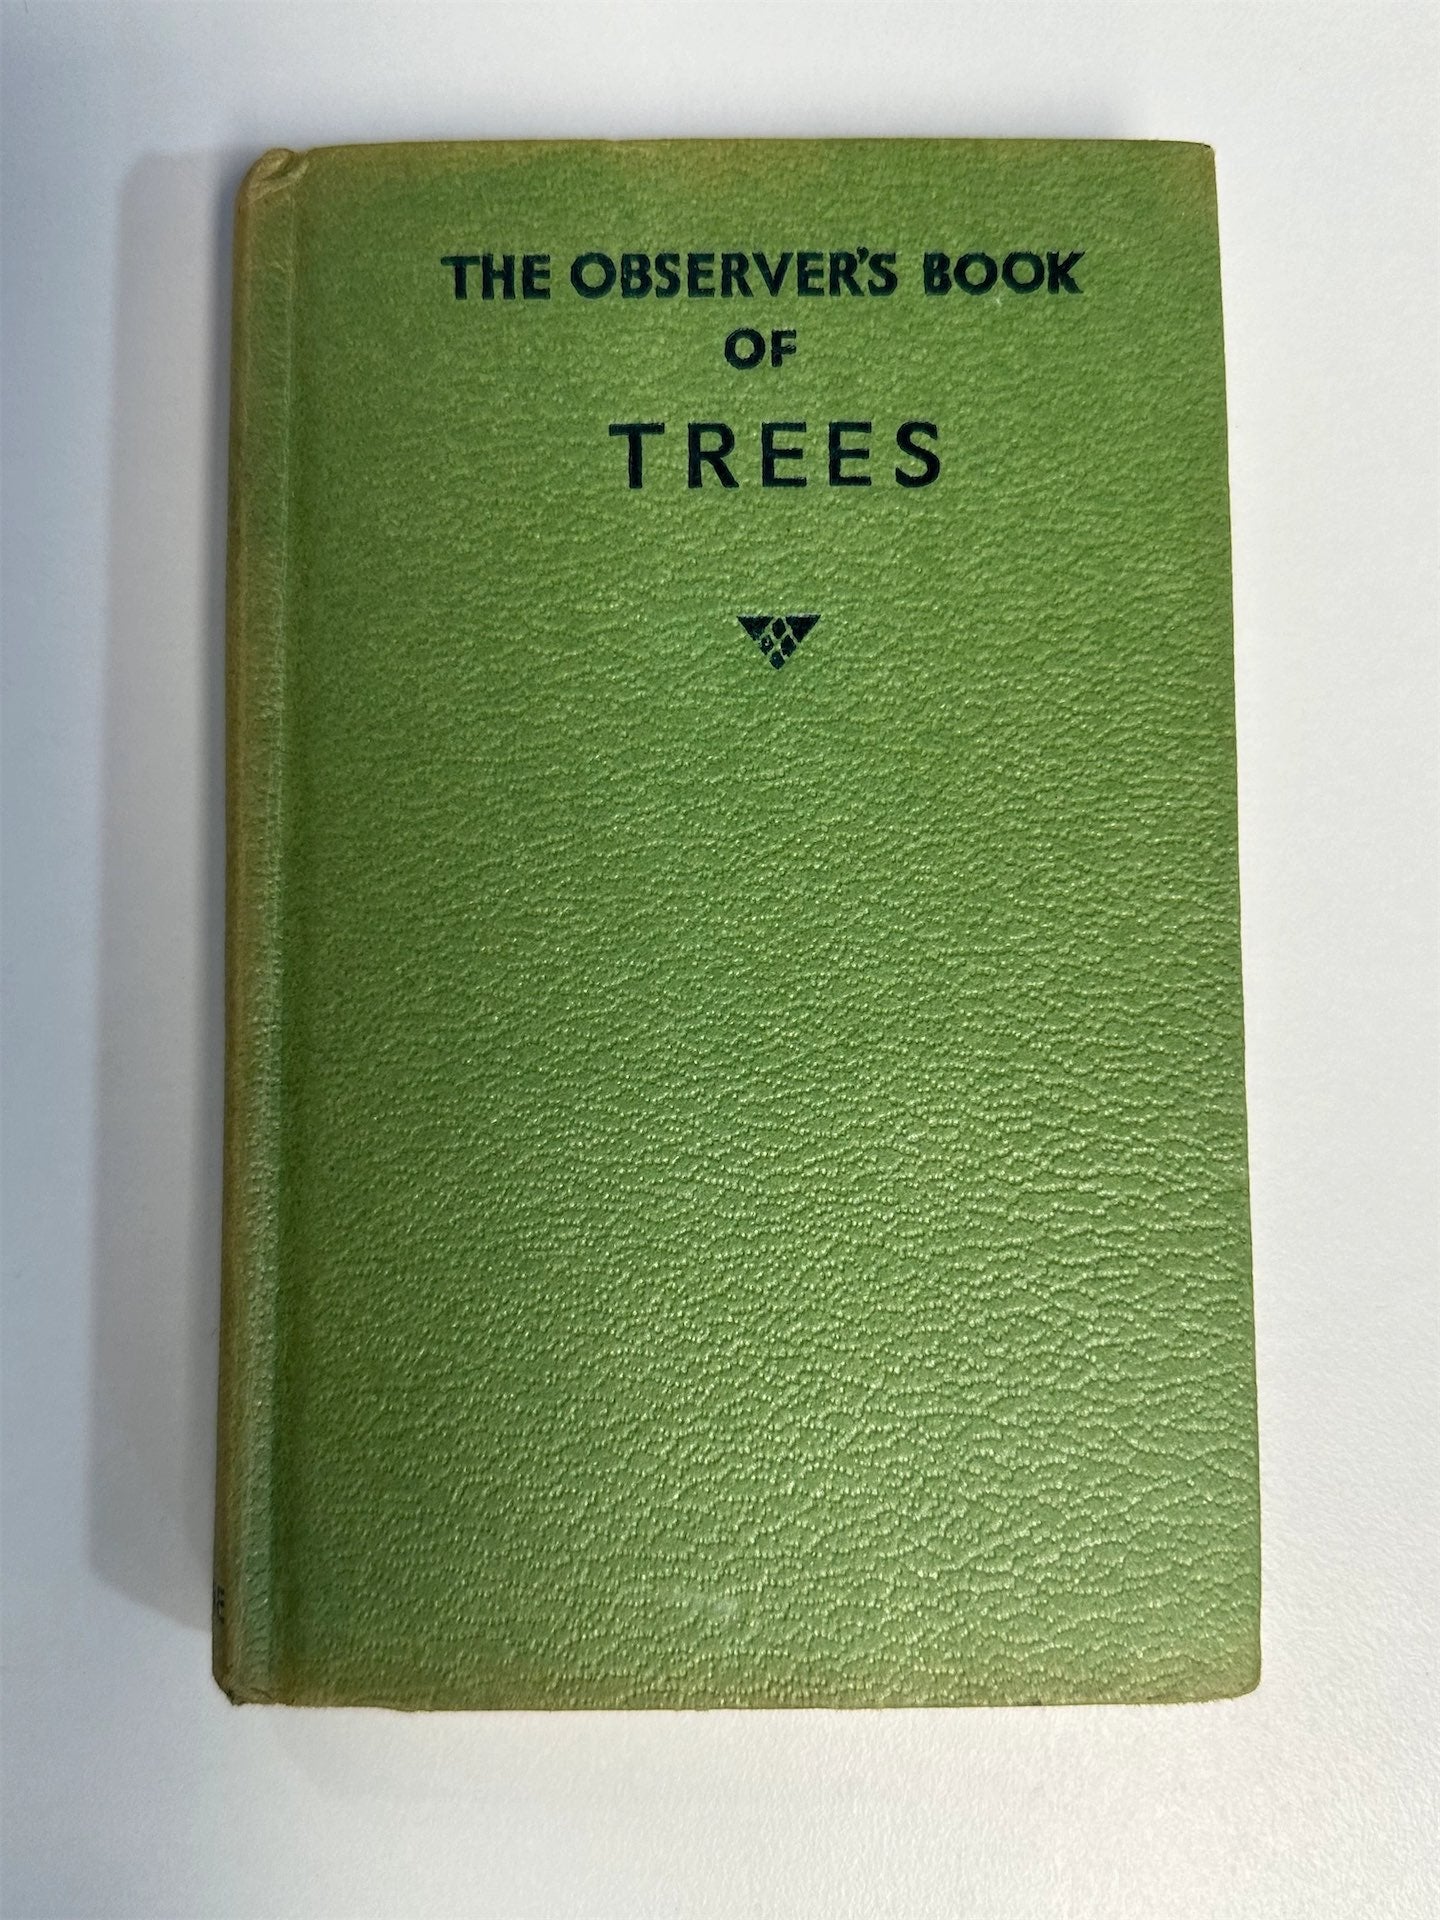 THE OBSERVER'S BOOK
OF
TREES